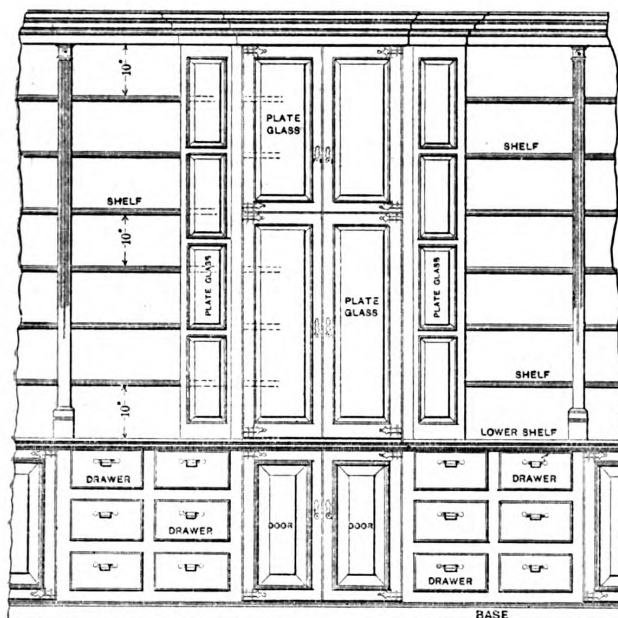 10"
PLATE
GLASS
SHELF
SHELF
10"
PLATE GLASS
PLATE
GLASS
PLATE GLASS
SHELF
10"
LOWER SHELF
DRAWER
DRAWER
DRAWER
DOOR
DOOR
DRAWER
BASE